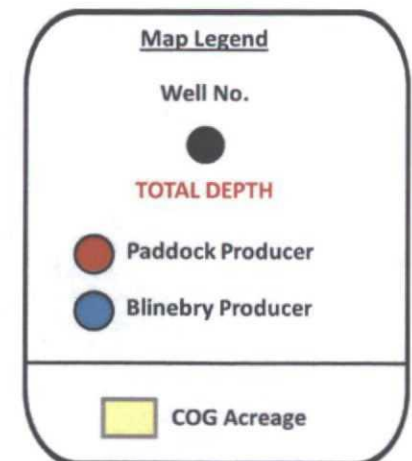 Map Legend
Well No.
TOTAL DEPTH
Paddock Producer
Blinebry Producer
COG Acreage